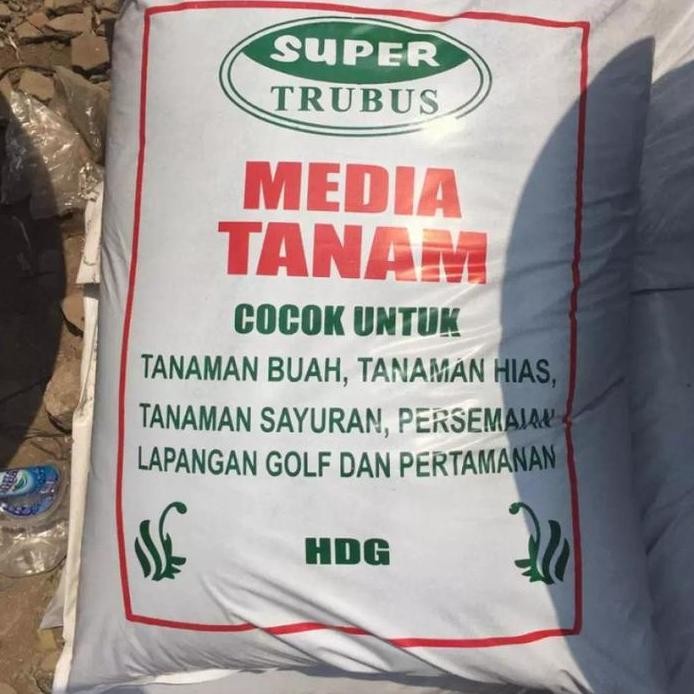 SUPER
TRUBUS
MEDIA
TANAM
COCOK UNTUK
TANAMAN BUAH, TANAMAN HIAS,
TANAMAN SAYURAN, PERSEMAIAN
LAPANGAN GOLF DAN PERTAMANAN
HDG